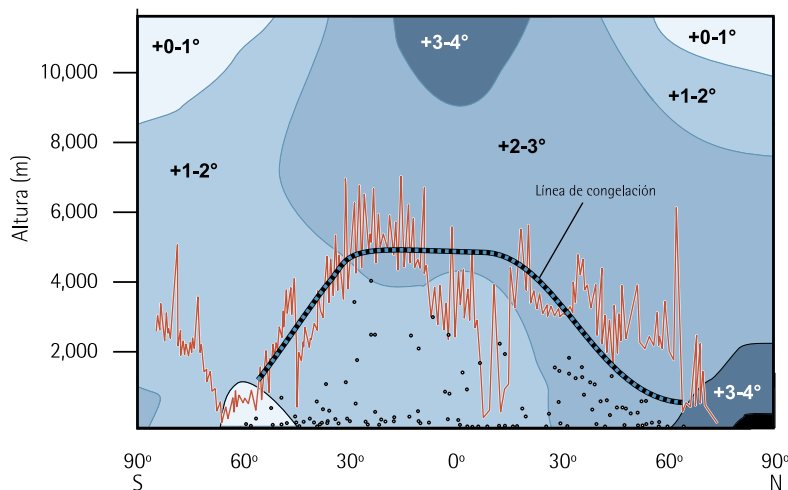 +0-1°
+3-4°
+0-1°
10,000
+1-2°
8,000
+2-3°
+1-2°
Línea de congelación
6,000
Altura (m)
4,000
2,000
+3-4°
90º
60º
30º
0º
30º
60º
90º
S
N